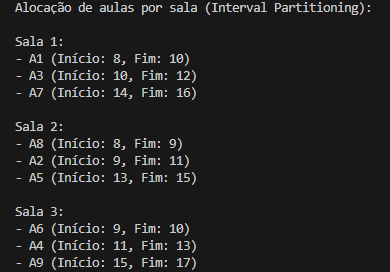 Alocação de aulas por sala (Interval Partitioning):
Sala 1:
- A1 (Início: 8, Fim: 10)
- A3 (Início: 10, Fim: 12)
- A7 (Início: 14, Fim: 16)
Sala 2:
- A8 (Início: 8, Fim: 9)
- A2 (Início: 9, Fim: 11)
- A5 (Início: 13, Fim: 15)
Sala 3:
- A6 (Início: 9, Fim: 10)
- A4 (Início: 11, Fim: 13)
- A9 (Início: 15, Fim: 17)